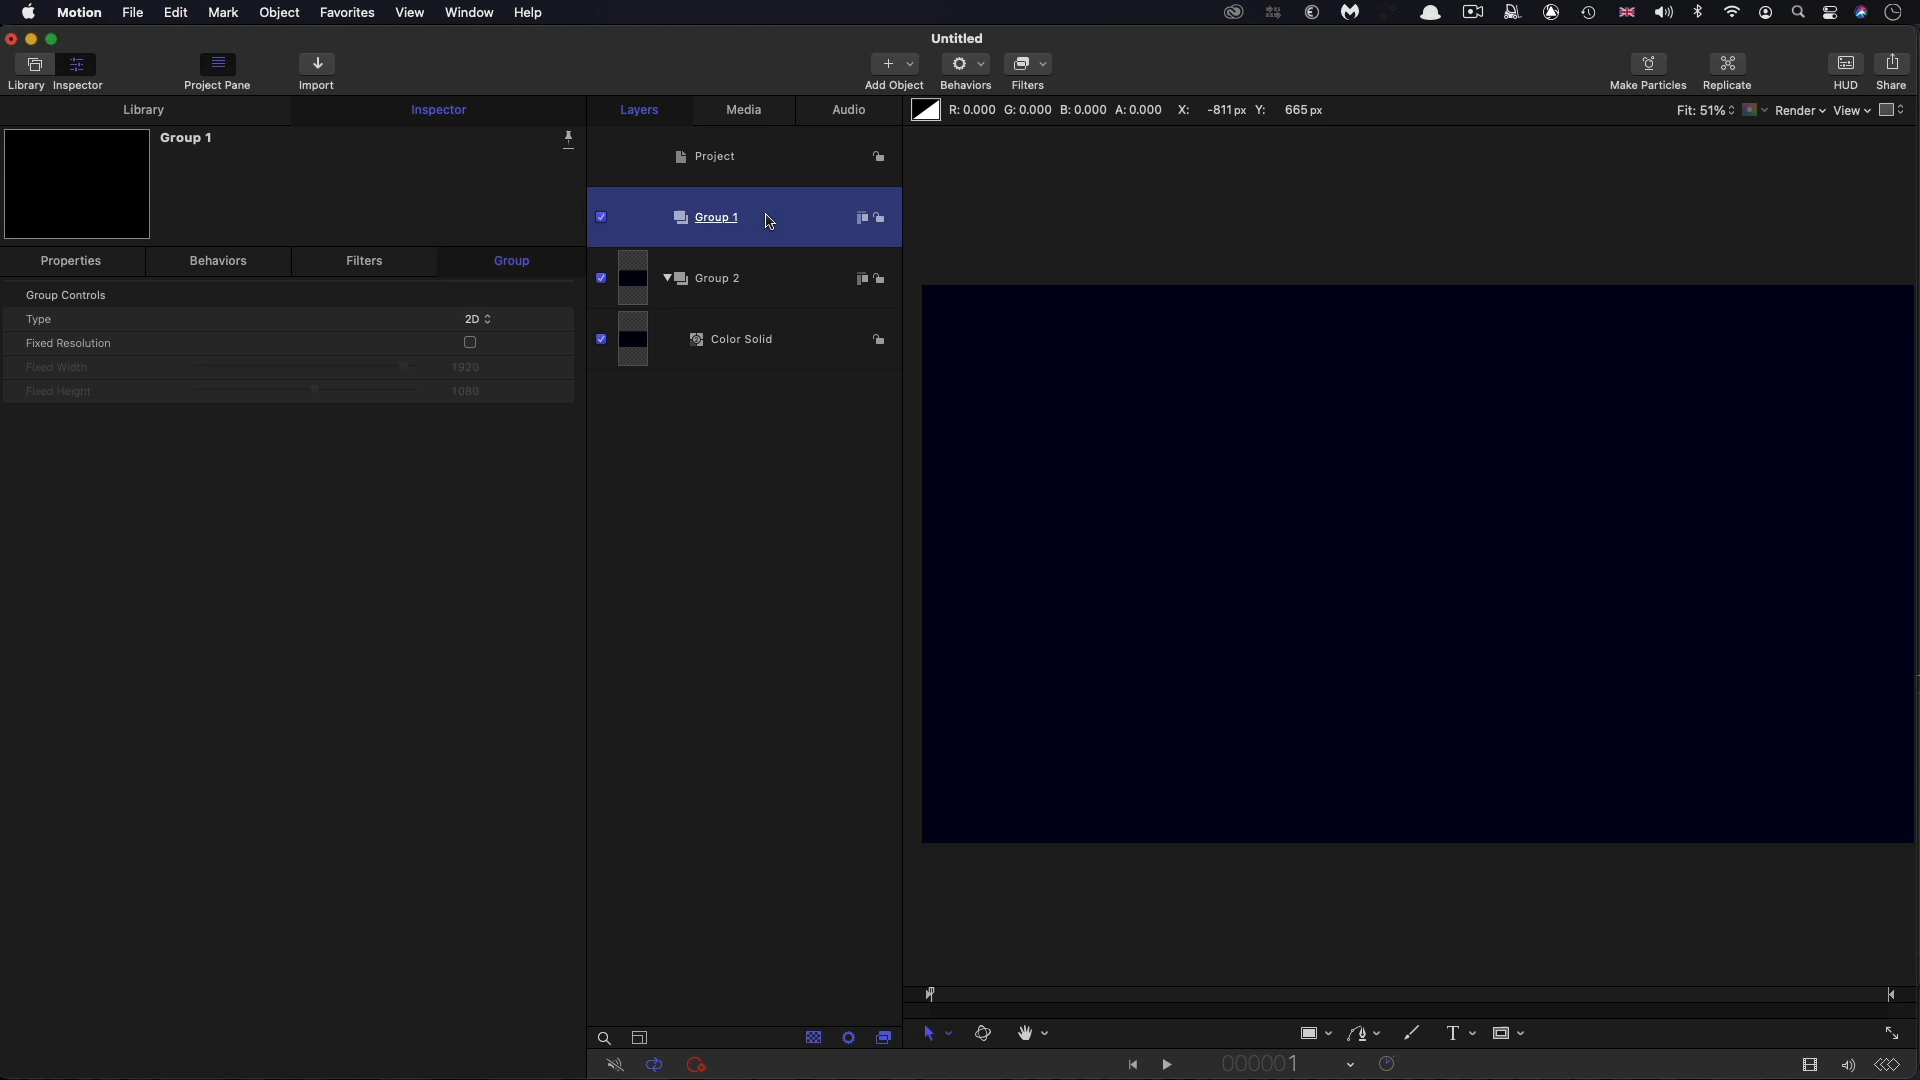 Motion File Edit Mark Object Favorites View Window Help
Untitled
Library Inspector Project Pane Import Add Object Behaviors Filters Make Particles Replicate HUD Share
Library Inspector Layers Media Audio R: 0.000 G: 0.000 B: 0.000 A: 0.000 X: -811 px Y: 665 px Fit: 51% Render View
Group 1
Project
Group 1
Group 2
Color Solid
Properties Behaviors Filters Group
Group Controls
Type 2D
Fixed Resolution
Fixed Width 1920
Fixed Height 1080
T
000001